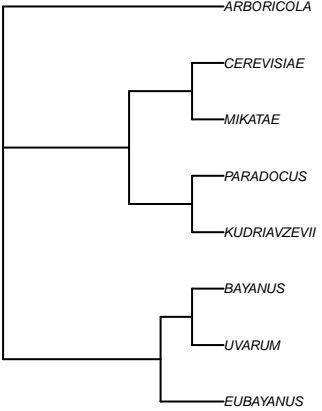 ARBORICOLA
CEREVISIAE
MIKATAE
PARADOCUS
KUDRIAVZEVII
BAYANUS
UVARUM
EUBAYANUS